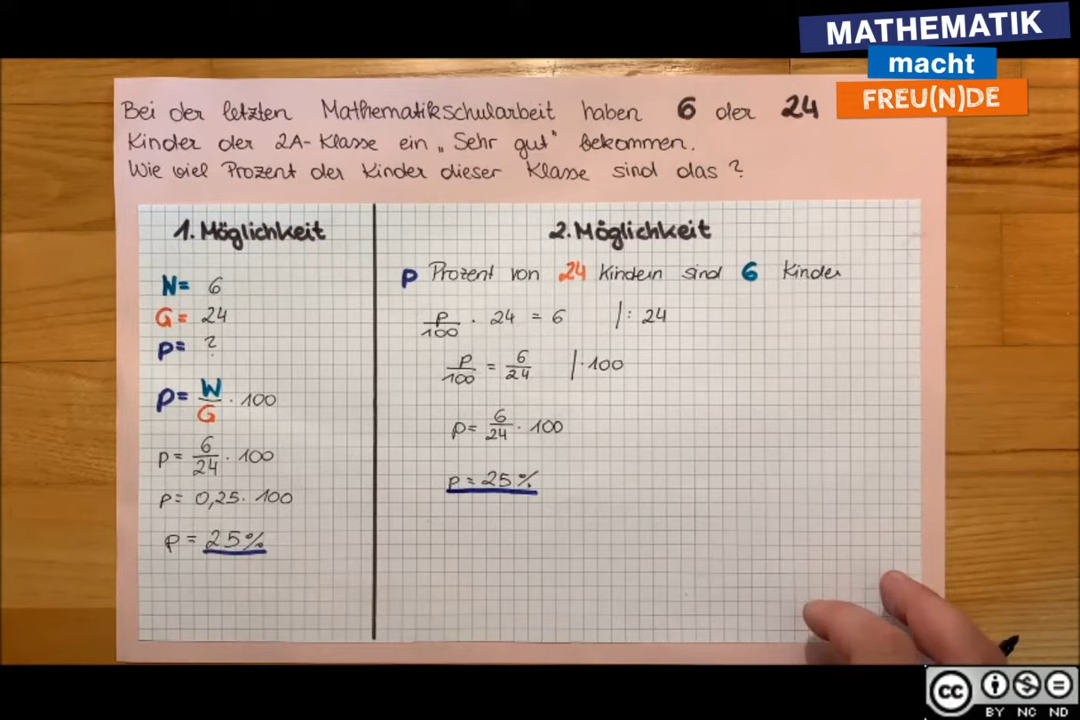 MATHEMATIK
macht
FREU(N)DE
Bei der letzten Mathematikschularbeit haben 6 der 24
Kinder der 2A-Klasse ein „Sehr gut" bekommen.
Wie viel Prozent der Kinder dieser Klasse sind das?
1. Möglichkeit
W= 6
G= 24
p= ?
p= W/G · 100
p= 6/24 · 100
p= 0,25 · 100
p= 25%
2. Möglichkeit
p Prozent von 24 Kindern sind 6 Kinder
p/100 · 24 = 6 |: 24
p/100 = 6/24 |· 100
p= 6/24 · 100
p= 25%
cc
BY NC ND